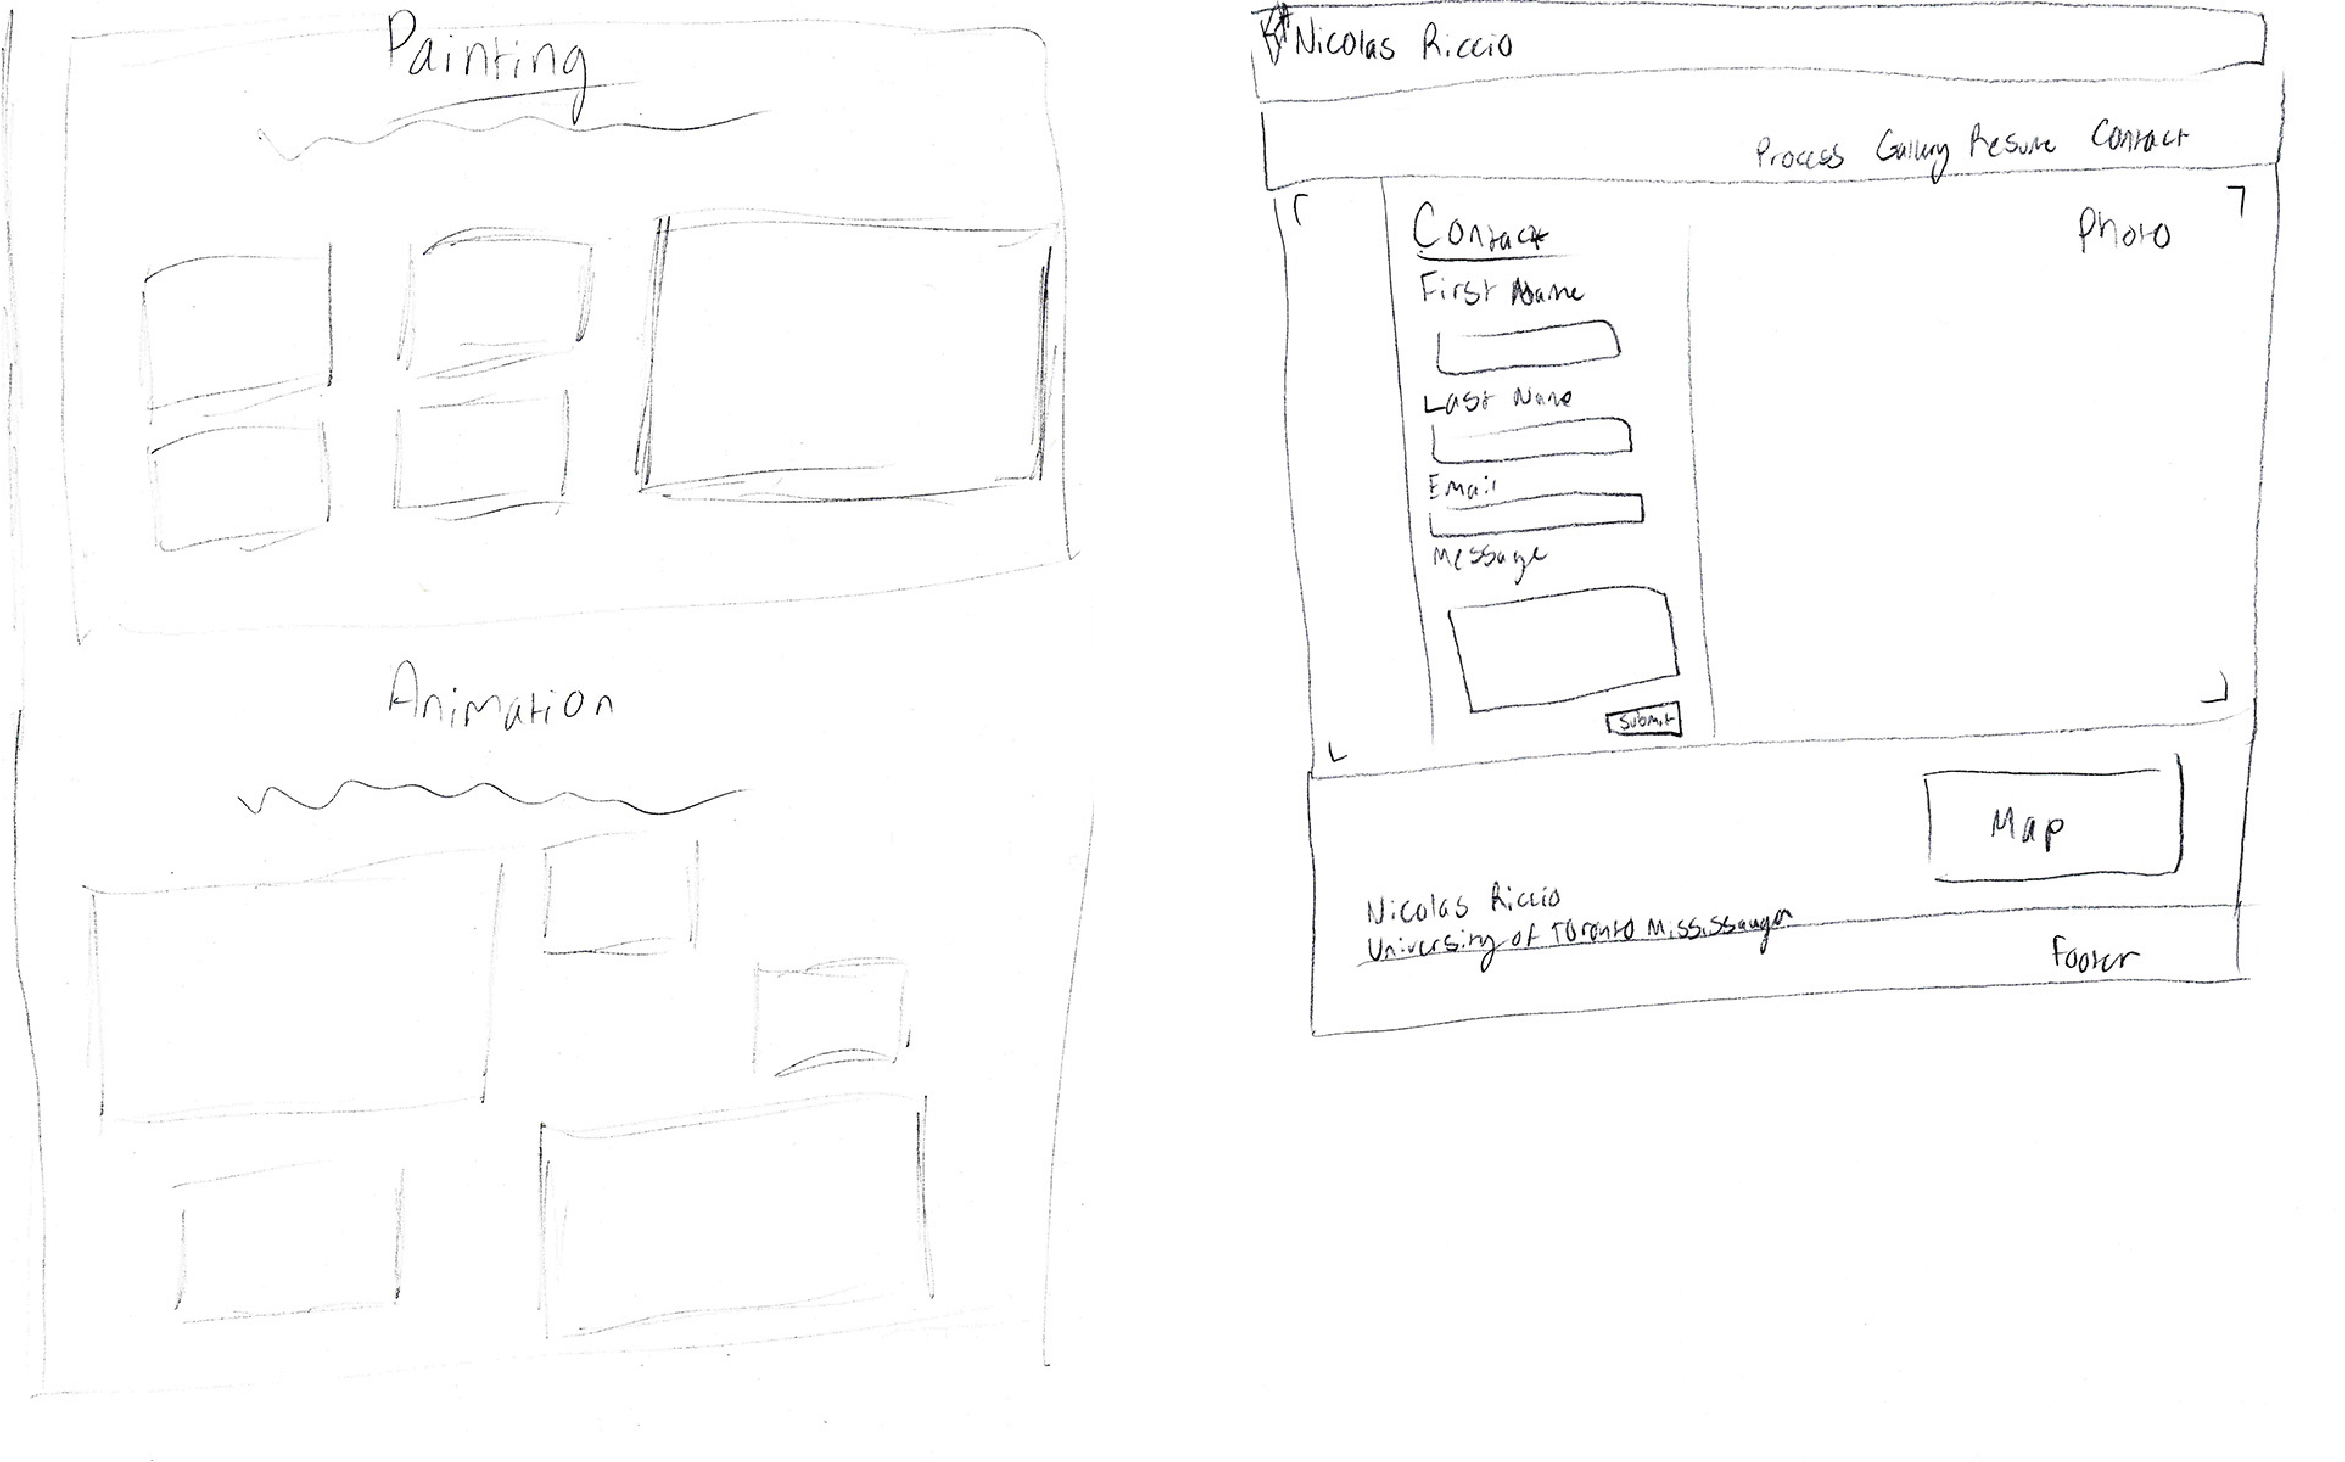 Painting
Animation
Nicolas Riccio
Process Gallery Resume Contact
Contact
Photo
First Name
Last Name
Email
Message
Submit
Map
Nicolas Riccio
University of Toronto Mississauga
Footer